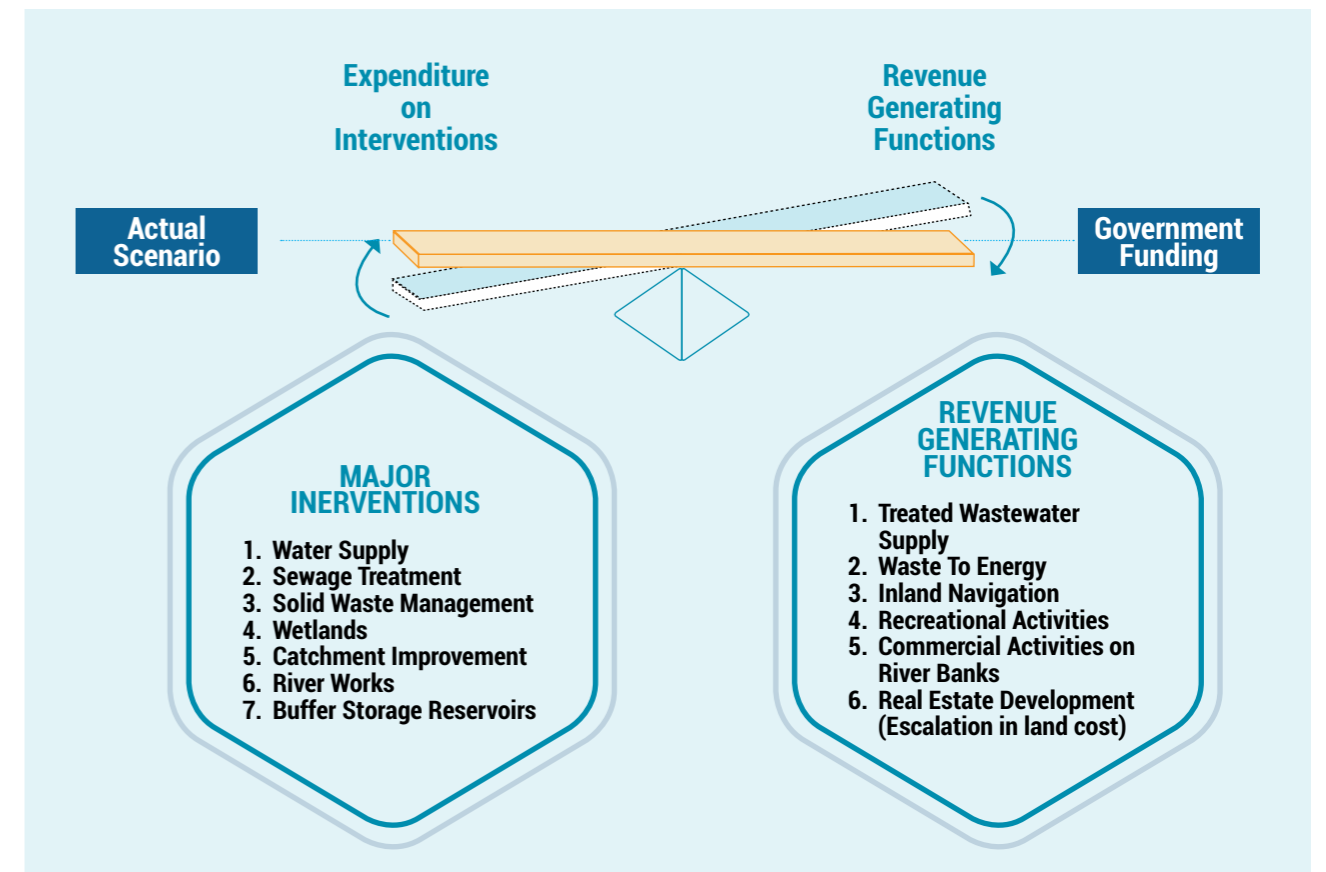 Expenditure
on
Interventions
Revenue
Generating
Functions
Actual
Scenario
Government
Funding
MAJOR
INERVENTIONS
1. Water Supply
2. Sewage Treatment
3. Solid Waste Management
4. Wetlands
5. Catchment Improvement
6. River Works
7. Buffer Storage Reservoirs
REVENUE
GENERATING
FUNCTIONS
1. Treated Wastewater
Supply
2. Waste To Energy
3. Inland Navigation
4. Recreational Activities
5. Commercial Activities on
River Banks
6. Real Estate Development
(Escalation in land cost)